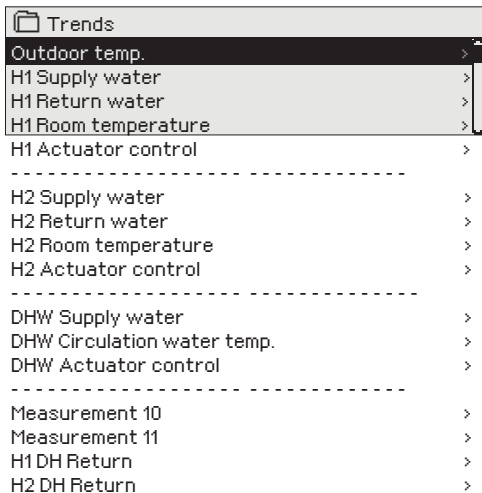 Trends
Outdoor temp. >
H1 Supply water >
H1 Return water >
H1 Room temperature >
H1 Actuator control >
- - - - - - - - - - - - - - - - - - - - - - - - - - - - - - - -
H2 Supply water >
H2 Return water >
H2 Room temperature >
H2 Actuator control >
- - - - - - - - - - - - - - - - - - - - - - - - - - - - - - - - -
DHW Supply water >
DHW Circulation water temp. >
DHW Actuator control >
- - - - - - - - - - - - - - - - - - - - - - - - - - - - - - - -
Measurement 10 >
Measurement 11 >
H1 DH Return >
H2 DH Return >